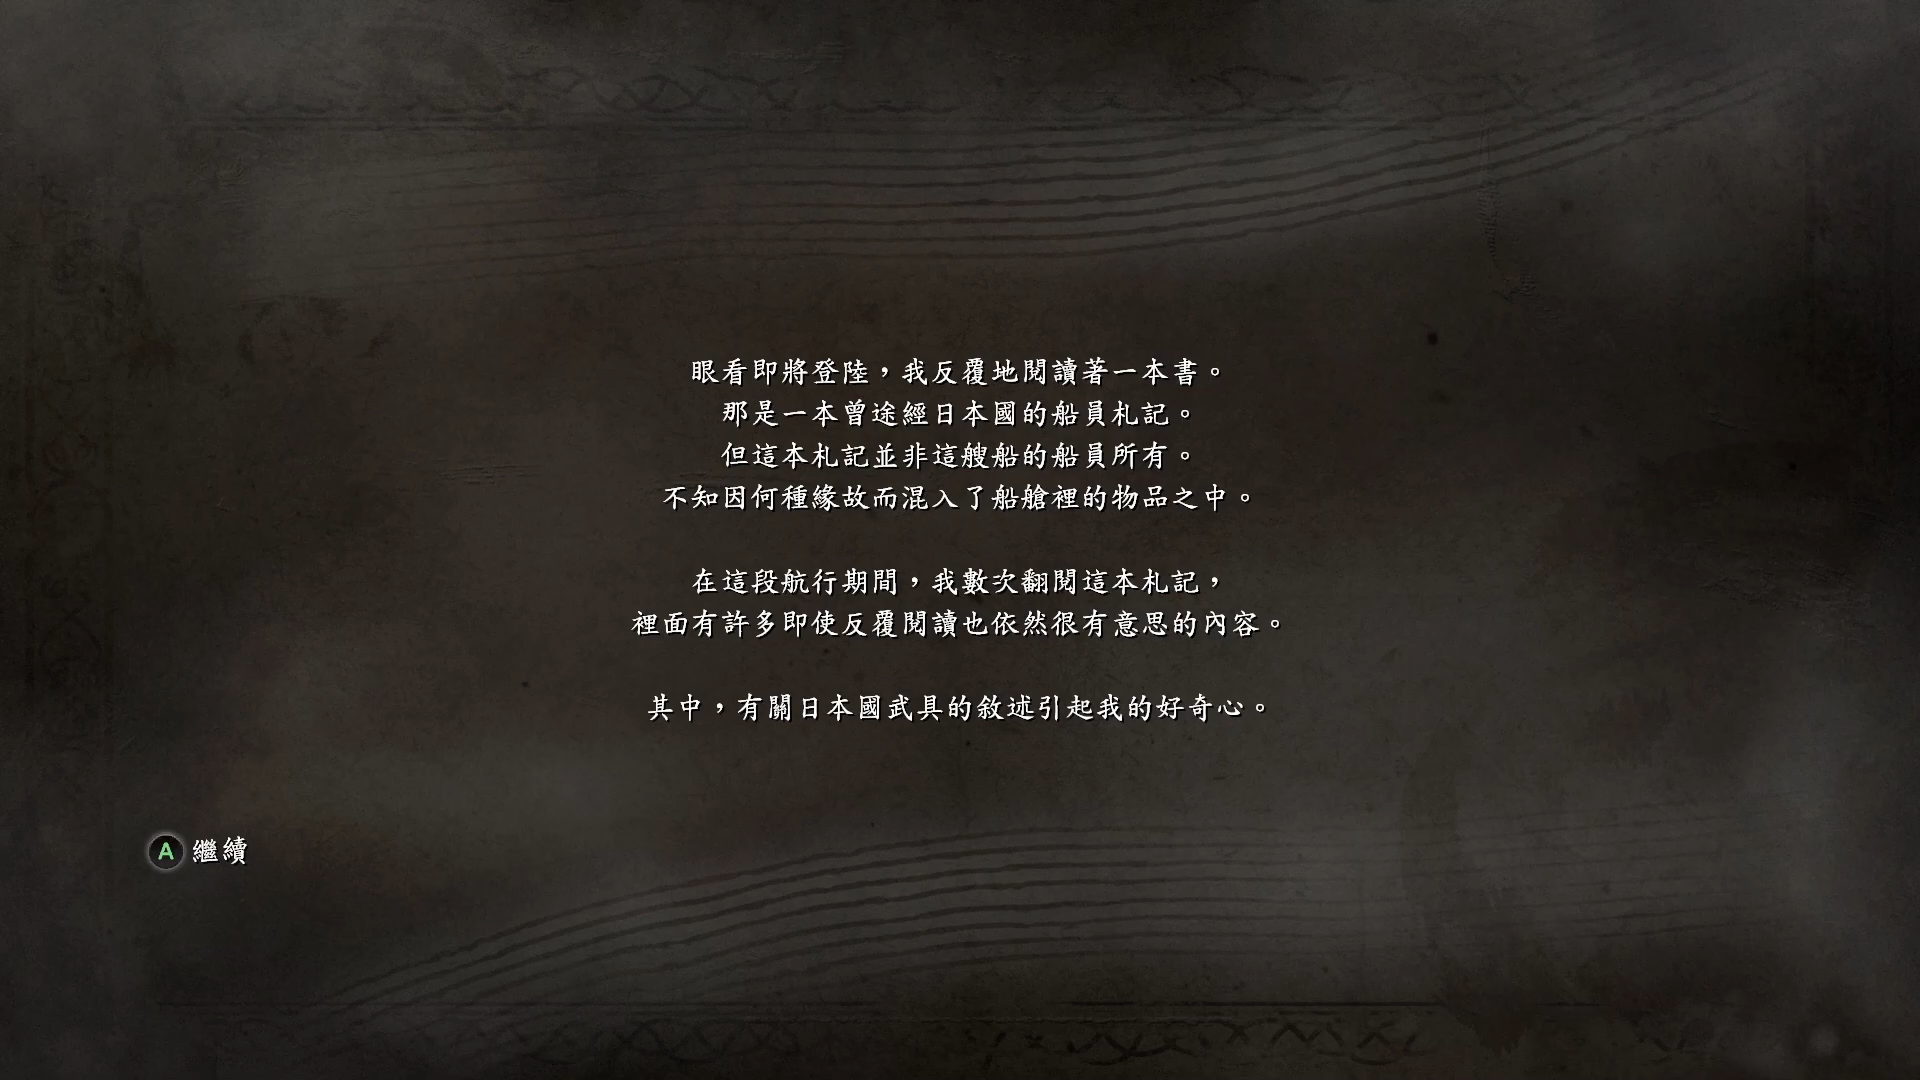 眼看即將登陸，我反覆地閱讀著一本書。
那是一本曾途經日本國的船員札記。
但這本札記並非這艘船的船員所有。
不知因何種緣故而混入了船艙裡的物品之中。
在這段航行期間，我數次翻閱這本札記，
裡面有許多即使反覆閱讀也依然很有意思的內容。
其中，有關日本國武具的敘述引起我的好奇心。
A 繼續